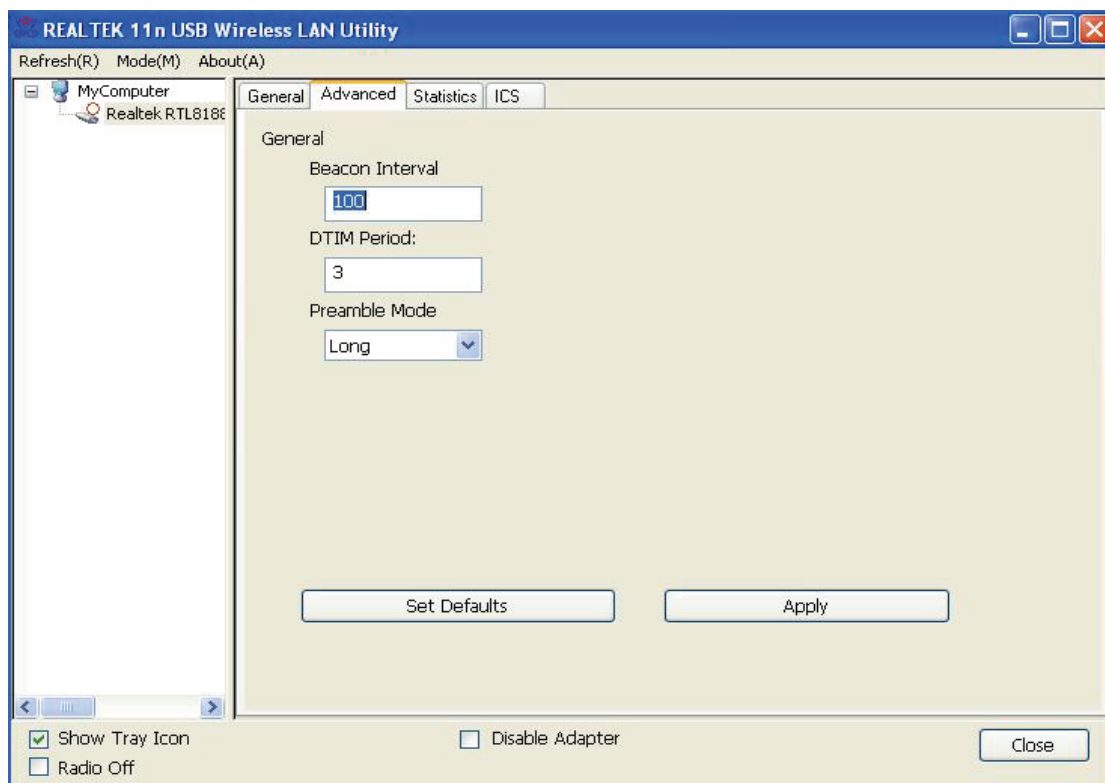 REALTEK 11n USB Wireless LAN Utility
Refresh(R) Mode(M) About(A)
MyComputer
Realtek RTL8188
General Advanced Statistics ICS
General
Beacon Interval
100
DTIM Period:
3
Preamble Mode
Long
Set Defaults Apply
Show Tray Icon Disable Adapter Close
Radio Off